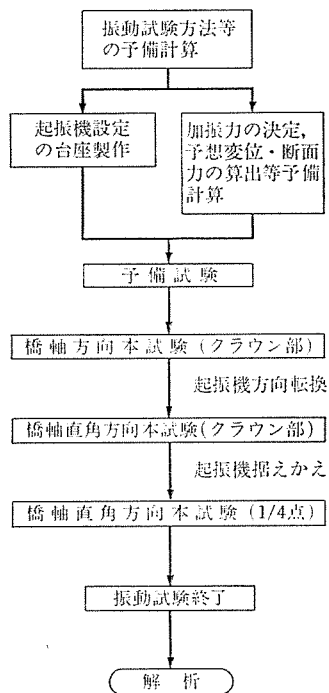 振動試験方法等
の予備計算
起振機設定
の台座製作
加振力の決定,
予想変位・断面
力の算出等予備
計算
予備試験
橋軸方向本試験 (クラウン部)
起振機方向転換
橋軸直角方向本試験(クラウン部)
起振機据えかえ
橋軸直角方向本試験 (1/4点)
振動試験終了
解 析